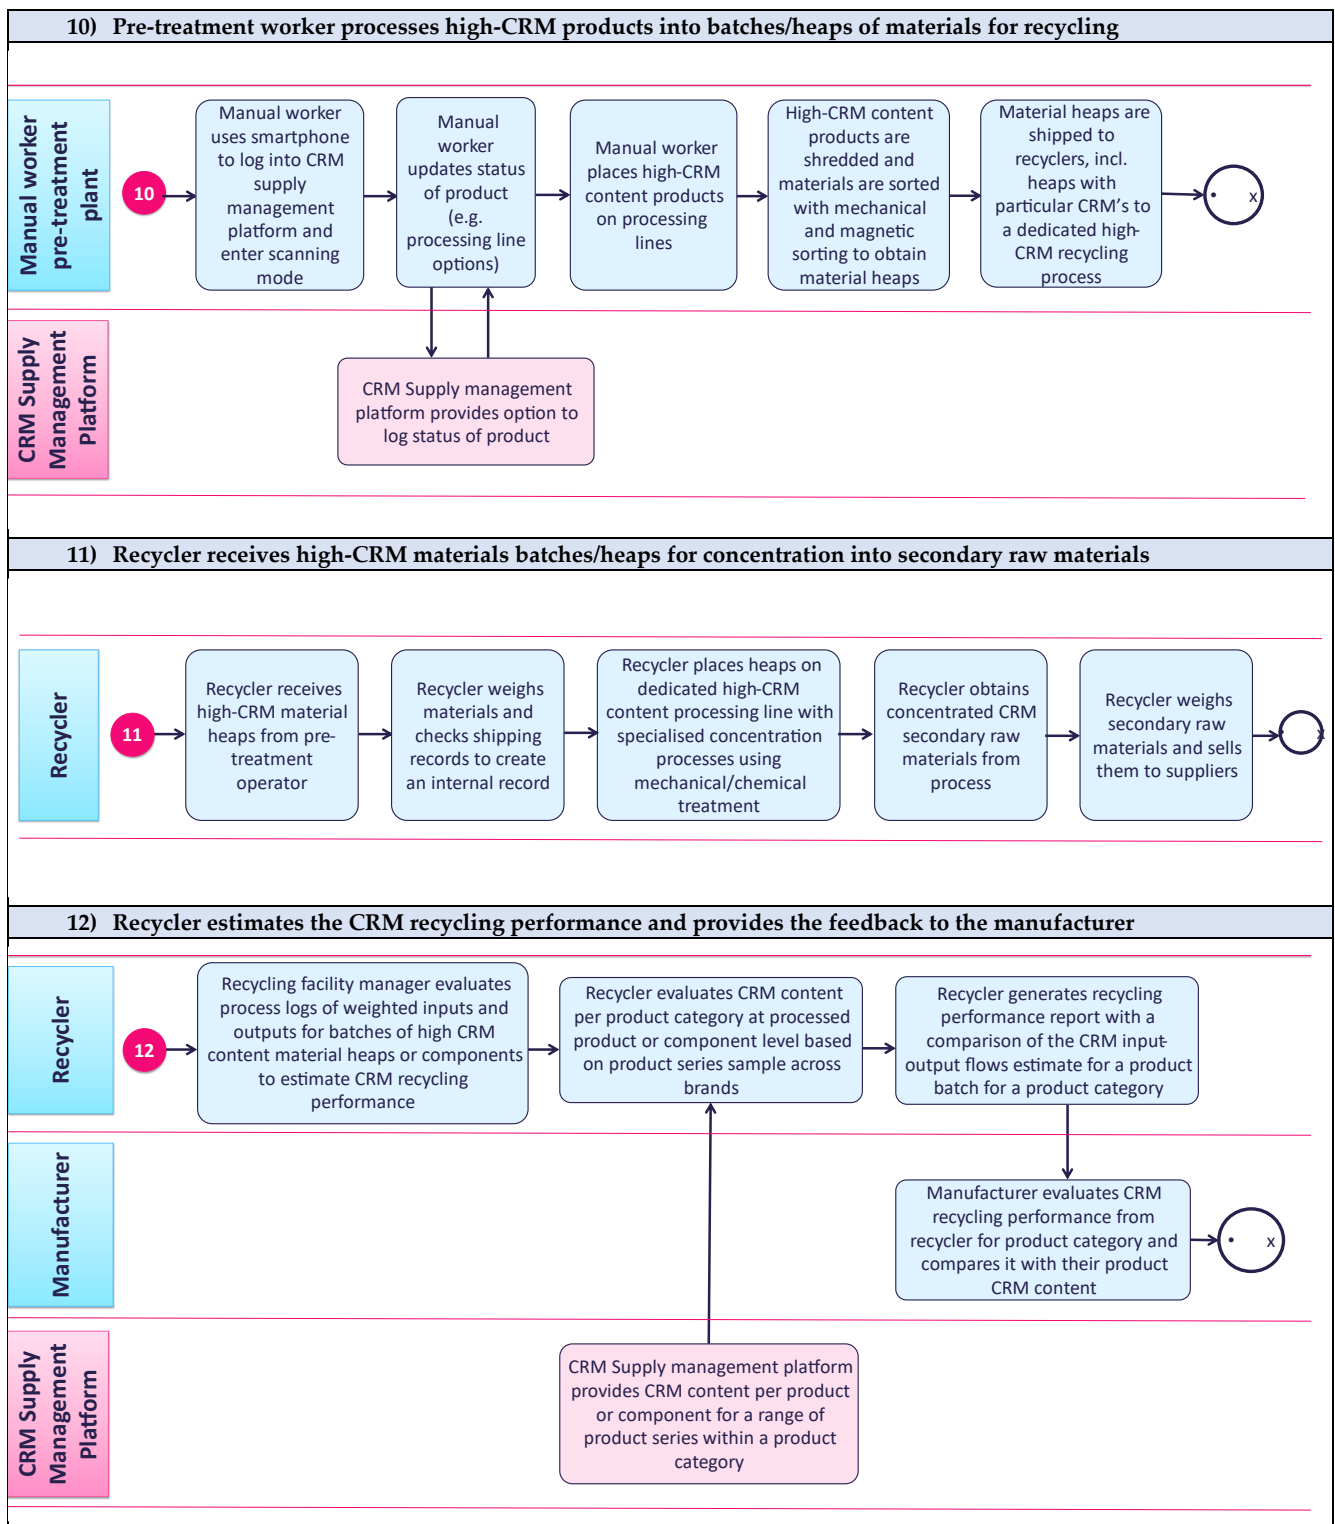 10) Pre-treatment worker processes high-CRM products into batches/heaps of materials for recycling
Manual worker
pre-treatment
plant
10
Manual worker
uses smartphone
to log into CRM
supply
management
platform and
enter scanning
mode
Manual
worker
updates status
of product
(e.g.
processing line
options)
Manual worker
places high-CRM
content products
on processing
lines
High-CRM content
products are
shredded and
materials are sorted
with mechanical
and magnetic
sorting to obtain
material heaps
Material heaps are
shipped to
recyclers, incl.
heaps with
particular CRM's to
a dedicated high-
CRM recycling
process
x
CRM Supply
Management
Platform
CRM Supply management
platform provides option to
log status of product
11) Recycler receives high-CRM materials batches/heaps for concentration into secondary raw materials
Recycler
11
Recycler receives
high-CRM material
heaps from pre-
treatment
operator
Recycler weighs
materials and
checks shipping
records to create
an internal record
Recycler places heaps on
dedicated high-CRM
content processing line with
specialised concentration
processes using
mechanical/chemical
treatment
Recycler obtains
concentrated CRM
secondary raw
materials from
process
Recycler weighs
secondary raw
materials and sells
them to suppliers
x
12) Recycler estimates the CRM recycling performance and provides the feedback to the manufacturer
Recycler
12
Recycling facility manager evaluates
process logs of weighted inputs and
outputs for batches of high CRM
content material heaps or components
to estimate CRM recycling
performance
Recycler evaluates CRM content
per product category at processed
product or component level based
on product series sample across
brands
Recycler generates recycling
performance report with a
comparison of the CRM input-
output flows estimate for a product
batch for a product category
Manufacturer
Manufacturer evaluates CRM
recycling performance from
recycler for product category and
compares it with their product
CRM content
x
CRM Supply
Management
Platform
CRM Supply management platform
provides CRM content per product
or component for a range of
product series within a product
category